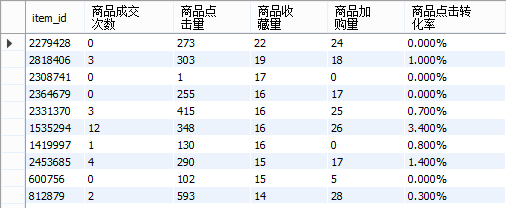 item_id 商品成交次数 商品点击量 商品收藏量 商品加购量 商品点击转化率
2279428 0 273 22 24 0.000%
2818406 3 303 19 18 1.000%
2308741 0 1 17 0 0.000%
2364679 0 255 16 17 0.000%
2331370 3 415 16 25 0.700%
1535294 12 348 16 26 3.400%
1419997 1 130 16 0 0.800%
2453685 4 290 15 17 1.400%
600756 0 102 15 5 0.000%
812879 2 593 14 28 0.300%